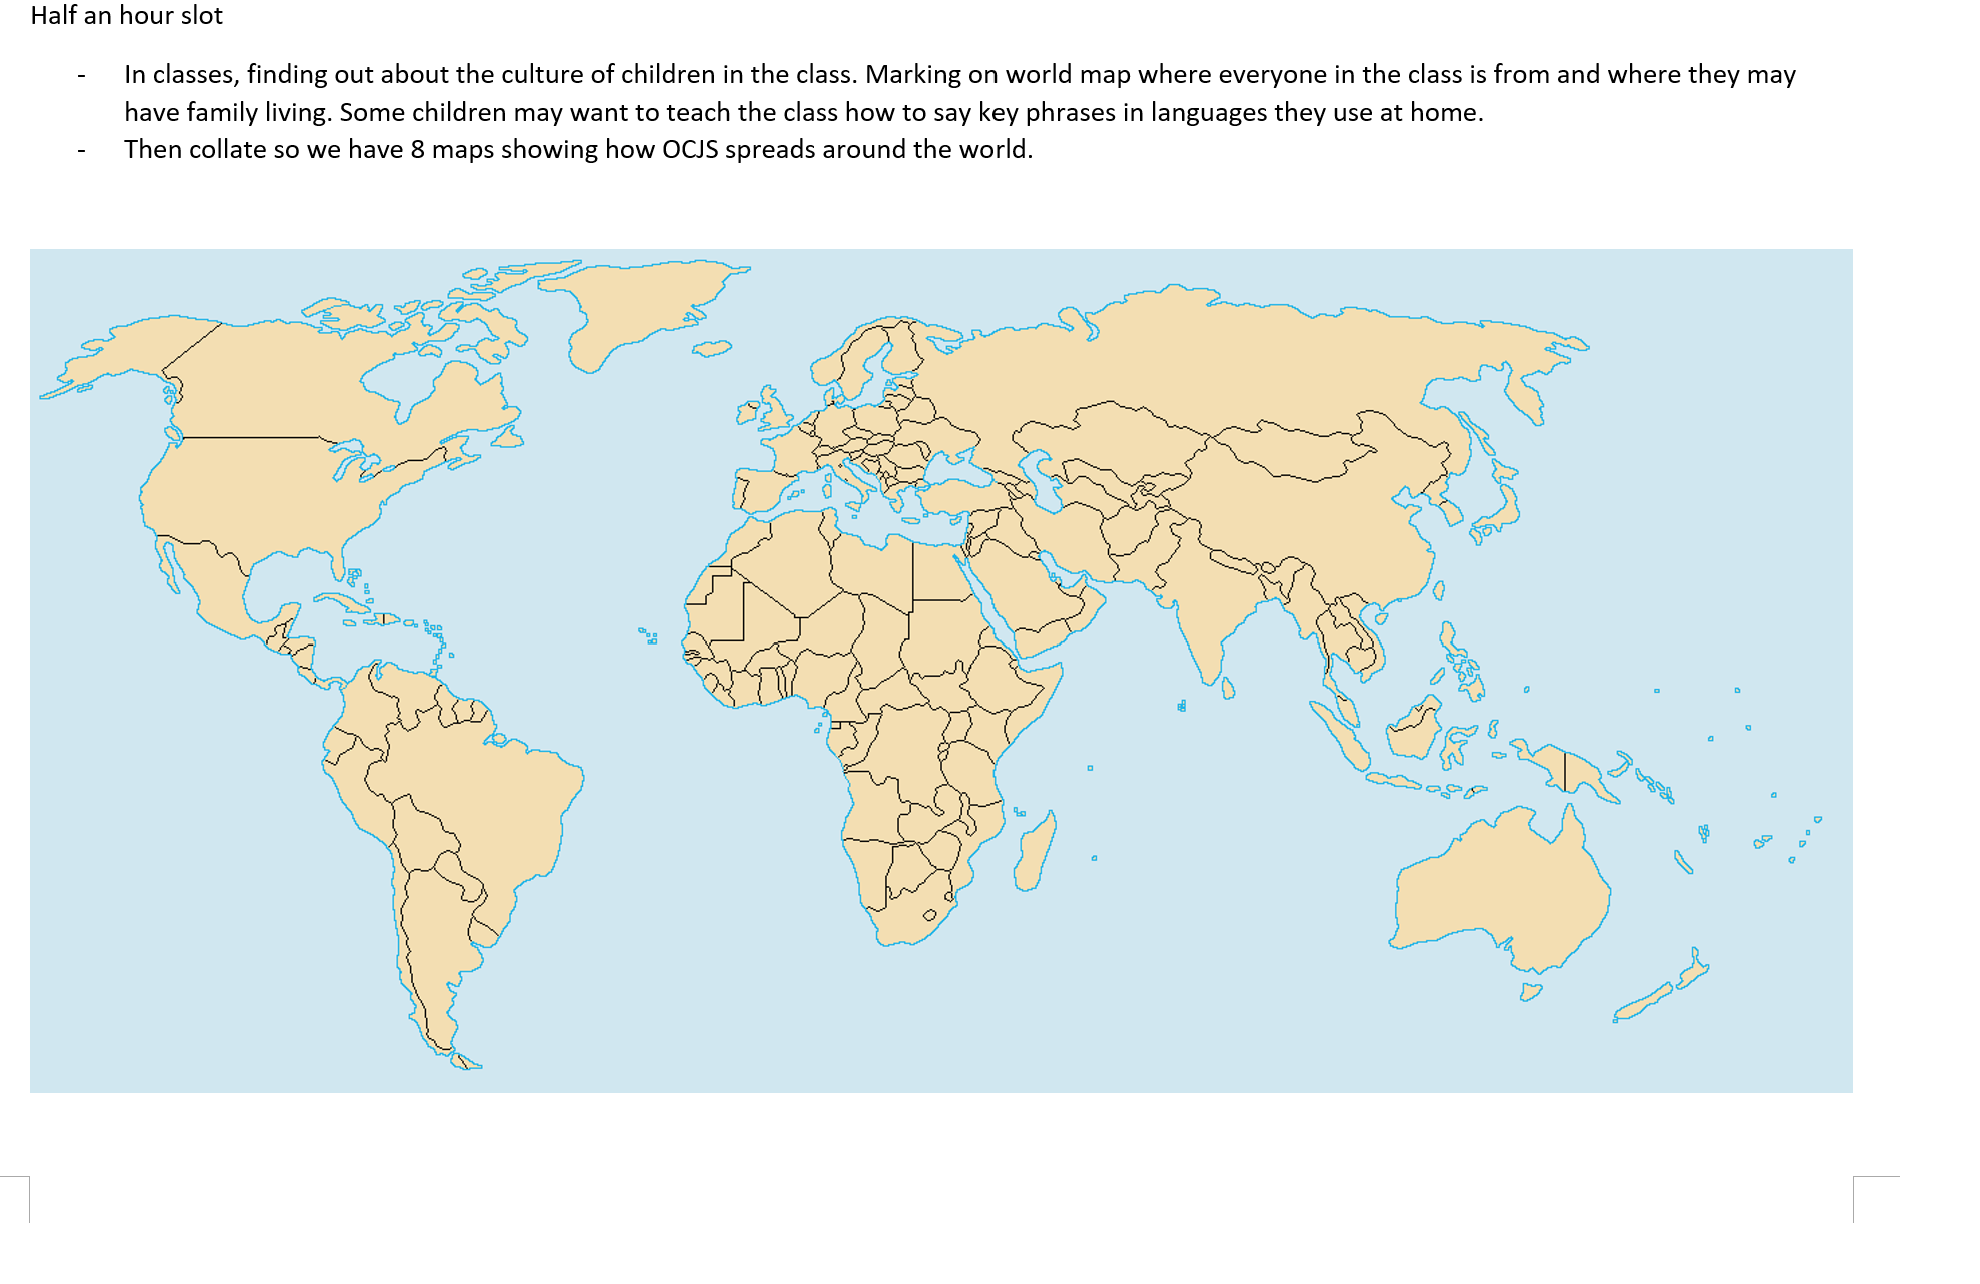 Half an hour slot
- In classes, finding out about the culture of children in the class. Marking on world map where everyone in the class is from and where they may
have family living. Some children may want to teach the class how to say key phrases in languages they use at home.
- Then collate so we have 8 maps showing how OCJS spreads around the world.